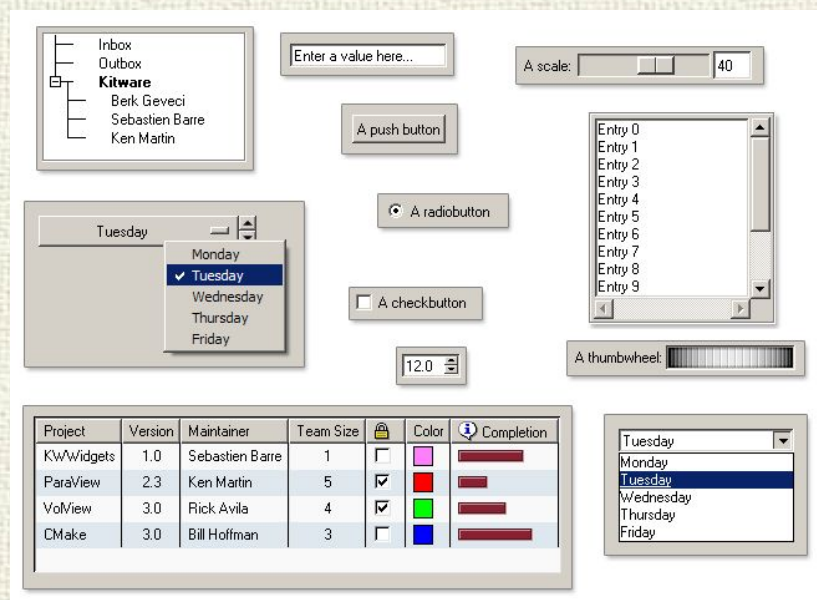 Inbox
Outbox
Kitware
Berk Geveci
Sebastien Barre
Ken Martin
Enter a value here...
A scale: 40
A push button
Entry 0
Entry 1
Entry 2
Entry 3
Entry 4
Entry 5
Entry 6
Entry 7
Entry 8
Entry 9
Tuesday
Monday
Tuesday
Wednesday
Thursday
Friday
A radiobutton
A checkbutton
12.0
A thumbwheel:
Project Version Maintainer Team Size Color Completion
KWWidgets 1.0 Sebastien Barre 1
ParaView 2.3 Ken Martin 5
VolView 3.0 Rick Avila 4
CMake 3.0 Bill Hoffman 3
Tuesday
Monday
Tuesday
Wednesday
Thursday
Friday